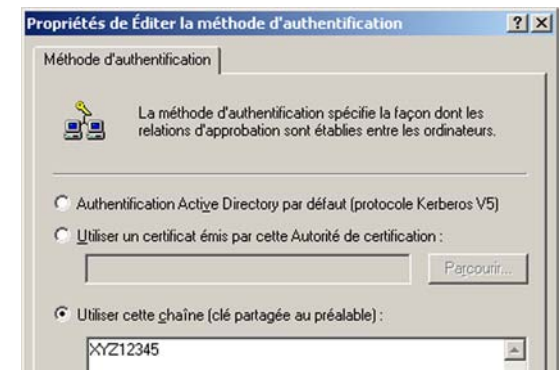 Propriétés de Éditer la méthode d'authentification
Méthode d'authentification
La méthode d'authentification spécifie la façon dont les
relations d'approbation sont établies entre les ordinateurs.
Authentification Active Directory par défaut (protocole Kerberos V5)
Utiliser un certificat émis par cette Autorité de certification :
Parcourir...
Utiliser cette chaîne (clé partagée au préalable) :
XYZ12345